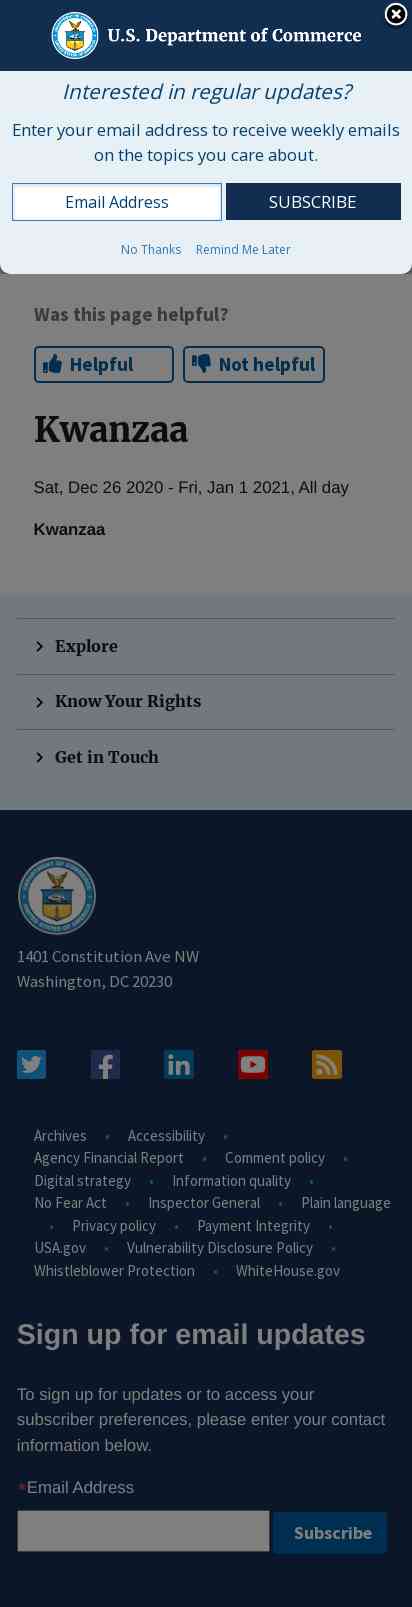 U.S. Department of Commerce
Interested in regular updates?
Enter your email address to receive weekly emails
on the topics you care about.
Email Address SUBSCRIBE
No Thanks Remind Me Later
Was this page helpful?
Helpful Not helpful
Kwanzaa
Sat, Dec 26 2020 - Fri, Jan 1 2021, All day
Kwanzaa
Explore
Know Your Rights
Get in Touch
1401 Constitution Ave NW
Washington, DC 20230
Archives • Accessibility •
Agency Financial Report • Comment policy •
Digital strategy • Information quality •
No Fear Act • Inspector General • Plain language
• Privacy policy • Payment Integrity •
USA.gov • Vulnerability Disclosure Policy •
Whistleblower Protection • WhiteHouse.gov
Sign up for email updates
To sign up for updates or to access your
subscriber preferences, please enter your contact
information below.
*Email Address
Subscribe